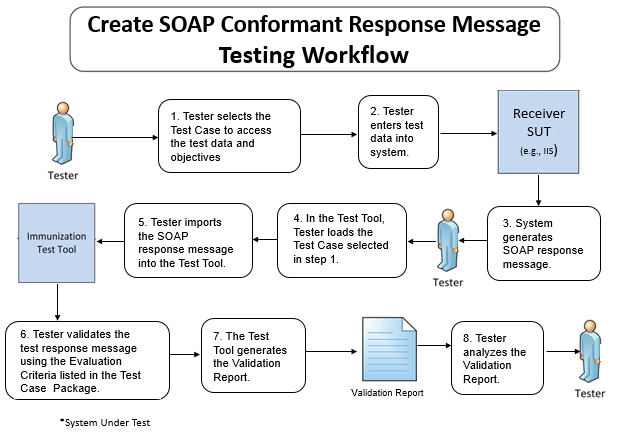 Create SOAP Conformant Response Message
Testing Workflow
Tester
1. Tester selects the
Test Case to access
the test data and
objectives
2. Tester
enters test
data into
system.
Receiver
SUT
(e.g., IIS)
Immunization
Test Tool
5. Tester imports
the SOAP
response message
into the Test Tool.
4. In the Test Tool,
Tester loads the
Test Case selected
in step 1.
Tester
3. System
generates
SOAP response
message.
6. Tester validates the
test response message
using the Evaluation
Criteria listed in the Test
Case Package.
7. The Test
Tool generates
the Validation
Report.
Validation Report
8. Tester
analyzes the
Validation
Report.
Tester
*System Under Test